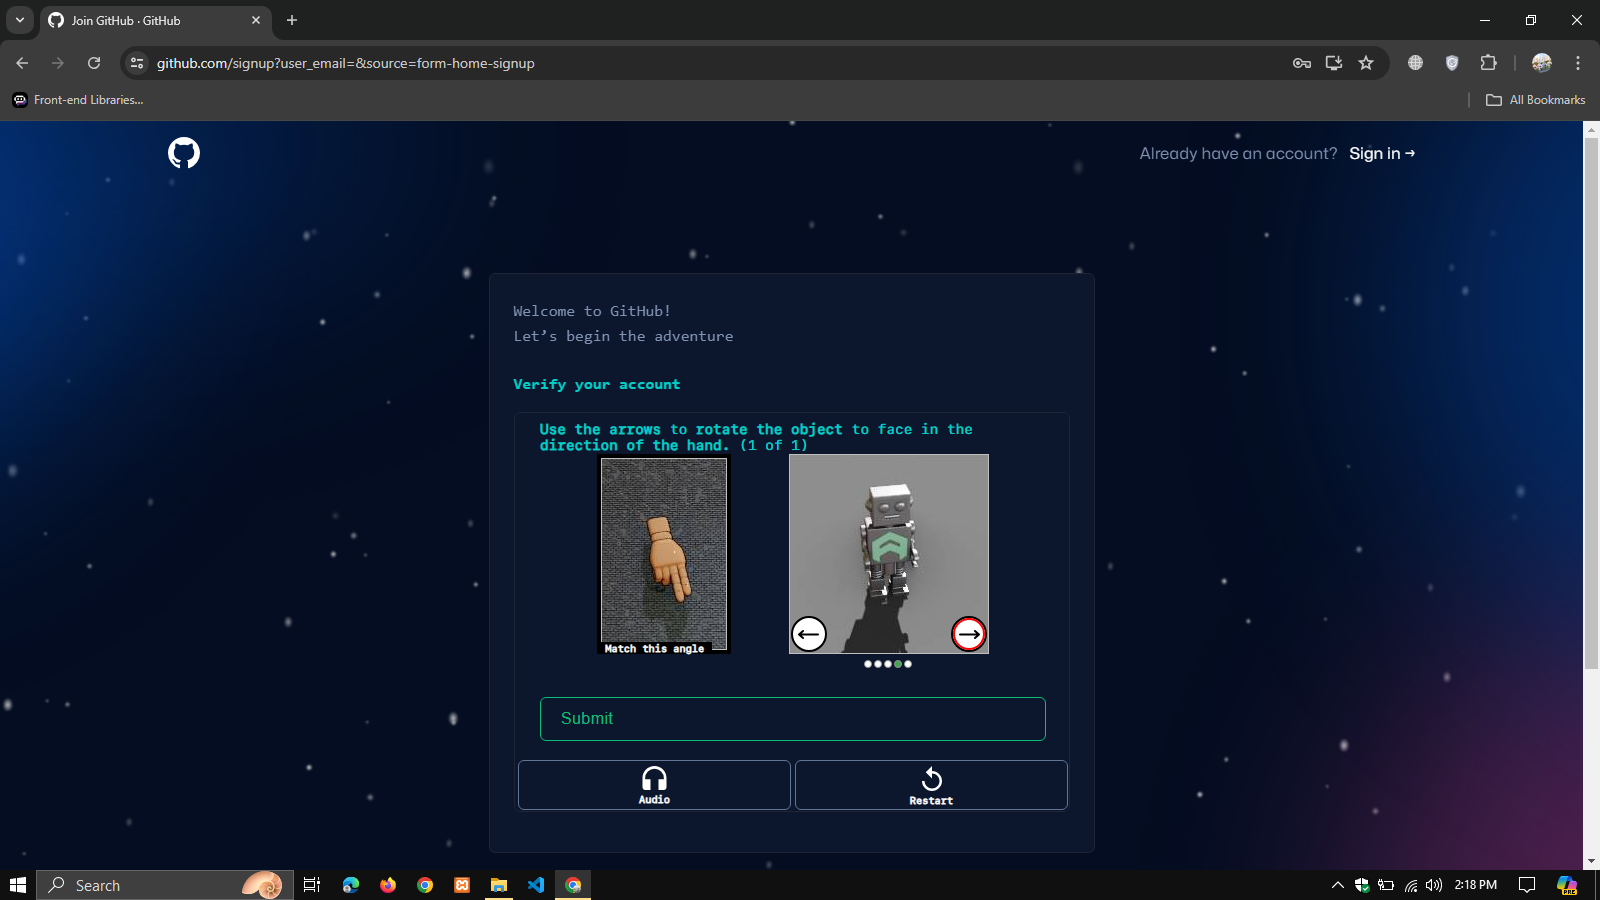 Join GitHub · GitHub
github.com/signup?user_email=&source=form-home-signup
Front-end Libraries...
All Bookmarks
Already have an account? Sign in →
Welcome to GitHub!
Let’s begin the adventure
Verify your account
Use the arrows to rotate the object to face in the
direction of the hand. (1 of 1)
Match this angle
Submit
Audio
Restart
Search
2:18 PM
PRE